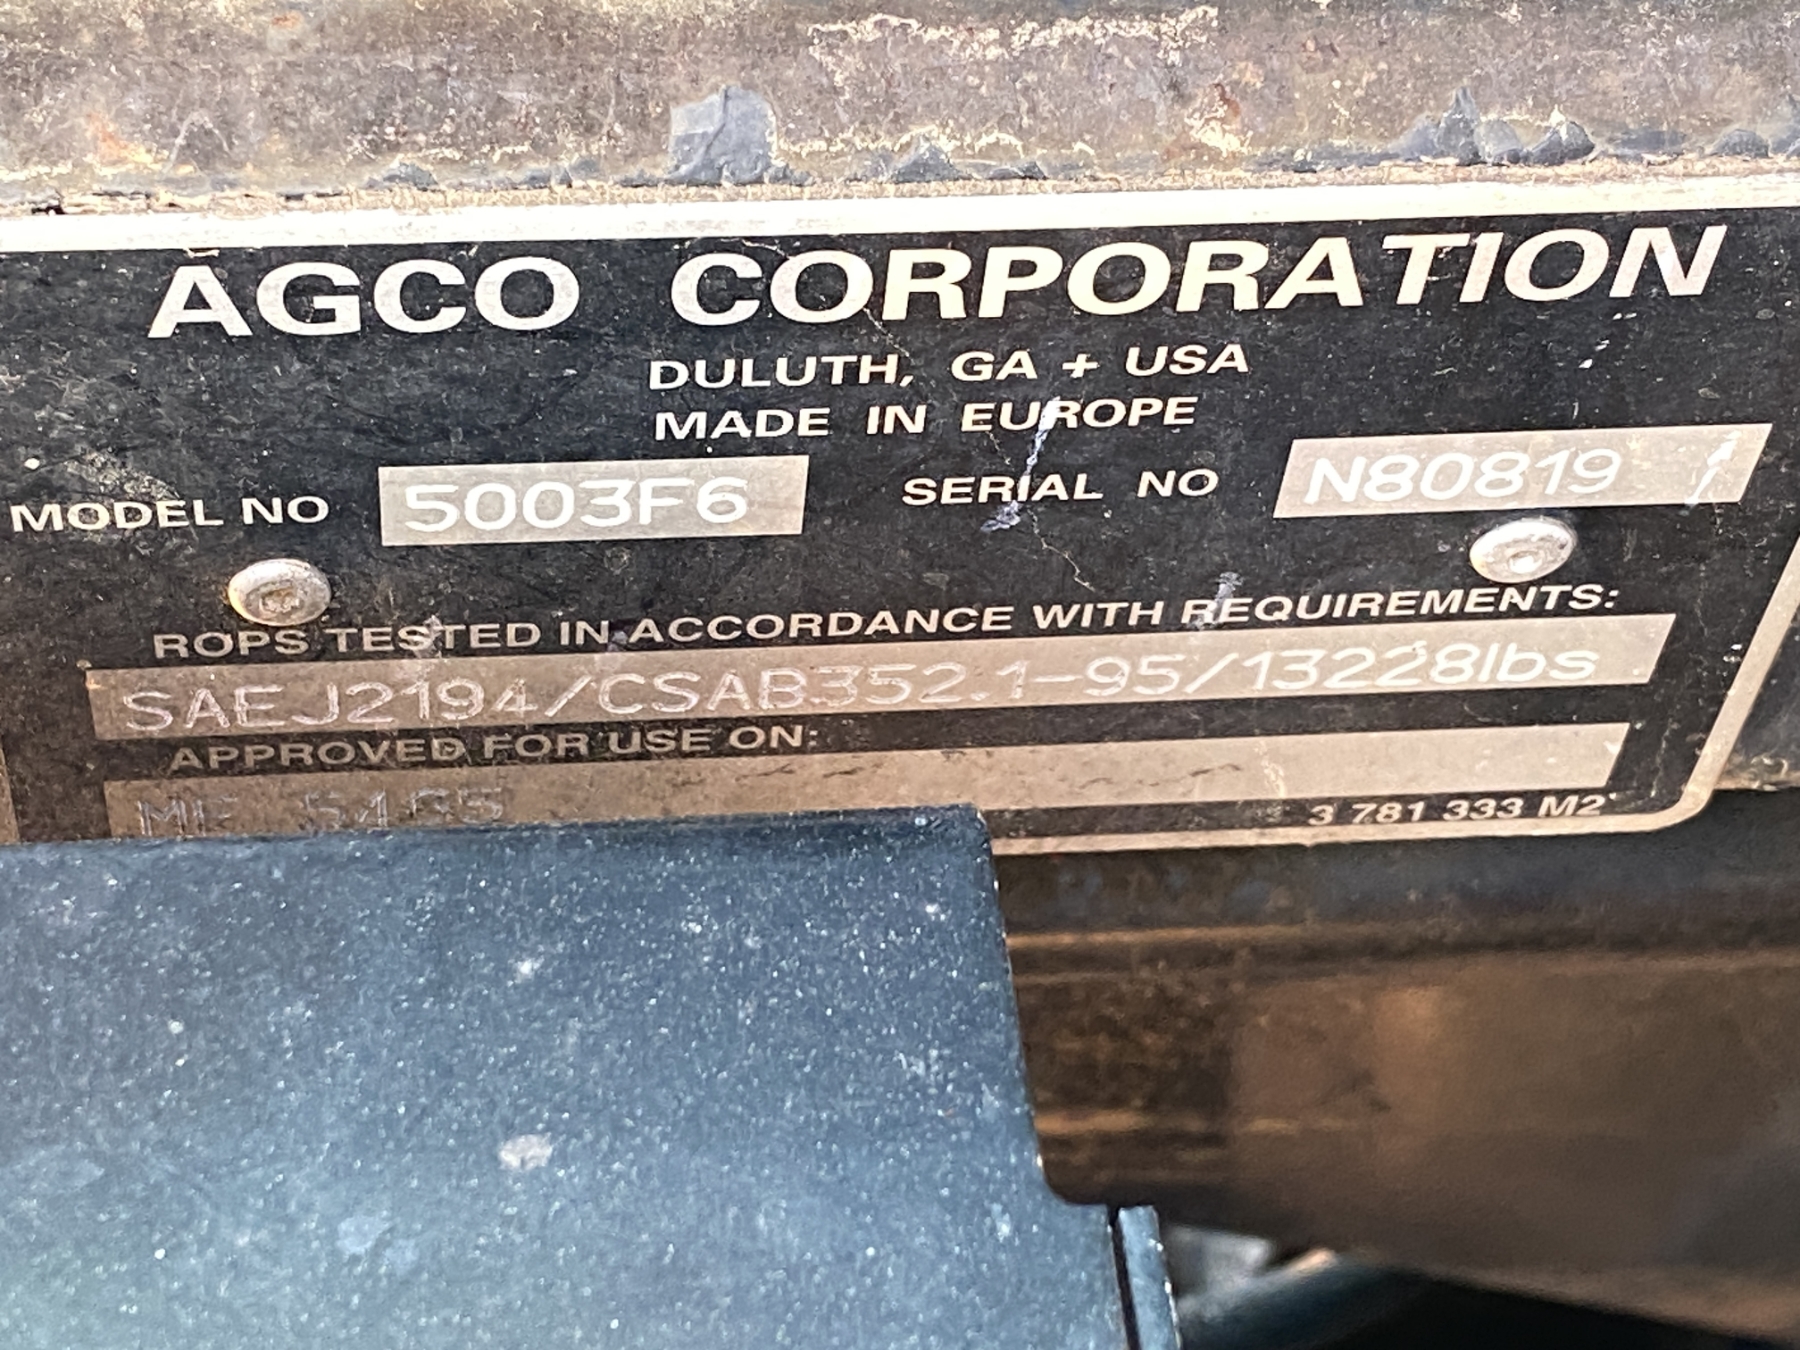 AGCO CORPORATION
DULUTH, GA + USA
MADE IN EUROPE
MODEL NO 5003F6 SERIAL NO N80819
ROPS TESTED IN ACCORDANCE WITH REQUIREMENTS:
SAEJ2194/CSAB352.1-95/13228lbs
APPROVED FOR USE ON:
MF
3 781 333 M2